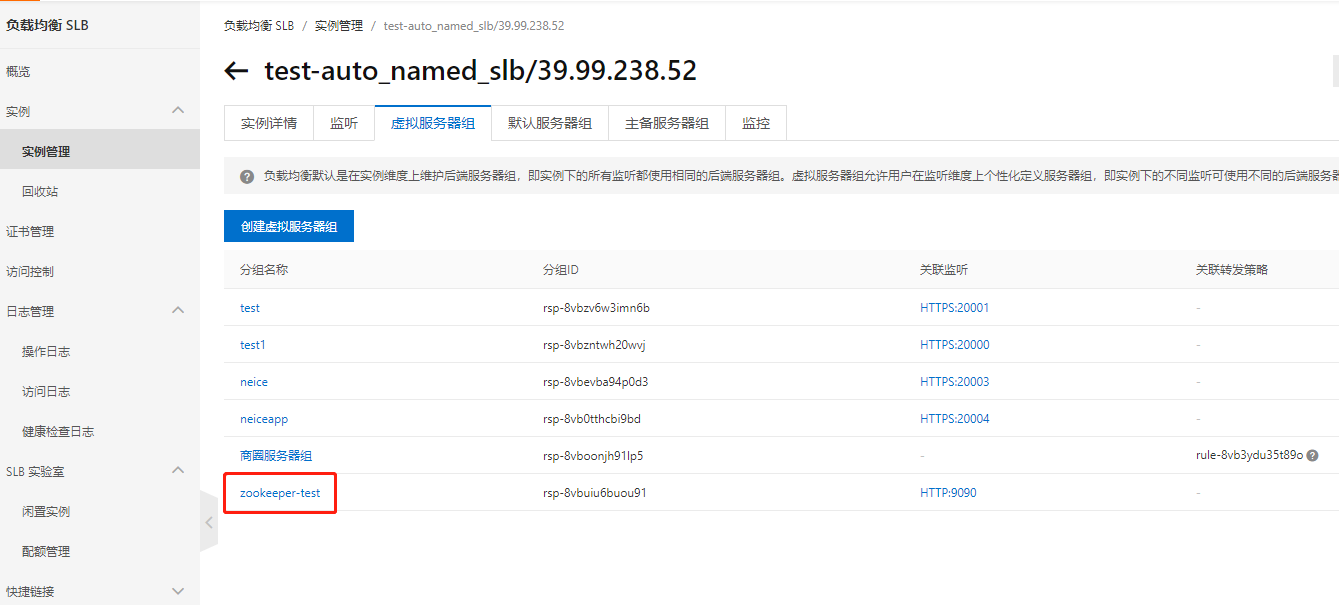 负载均衡 SLB
概览
实例
实例管理
回收站
证书管理
访问控制
日志管理
操作日志
访问日志
健康检查日志
SLB 实验室
闲置实例
配额管理
快捷链接
负载均衡 SLB / 实例管理 / test-auto_named_slb/39.99.238.52
← test-auto_named_slb/39.99.238.52
实例详情 监听 虚拟服务器组 默认服务器组 主备服务器组 监控
负载均衡默认是在实例维度上维护后端服务器组，即实例下的所有监听都使用相同的后端服务器组。虚拟服务器组允许用户在监听维度上个性化定义服务器组，即实例下的不同监听可使用不同的后端服务器
创建虚拟服务器组
分组名称 分组ID 关联监听 关联转发策略
test rsp-8vbzv6w3imn6b HTTPS:20001 -
test1 rsp-8vbzntwh20wvj HTTPS:20000 -
neice rsp-8vbevba94p0d3 HTTPS:20003 -
neiceapp rsp-8vb0tthcbi9bd HTTPS:20004 -
商圈服务器组 rsp-8vboonjh91lp5 - rule-8vb3ydu35t89o
zookeeper-test rsp-8vbuiu6buou91 HTTP:9090 -